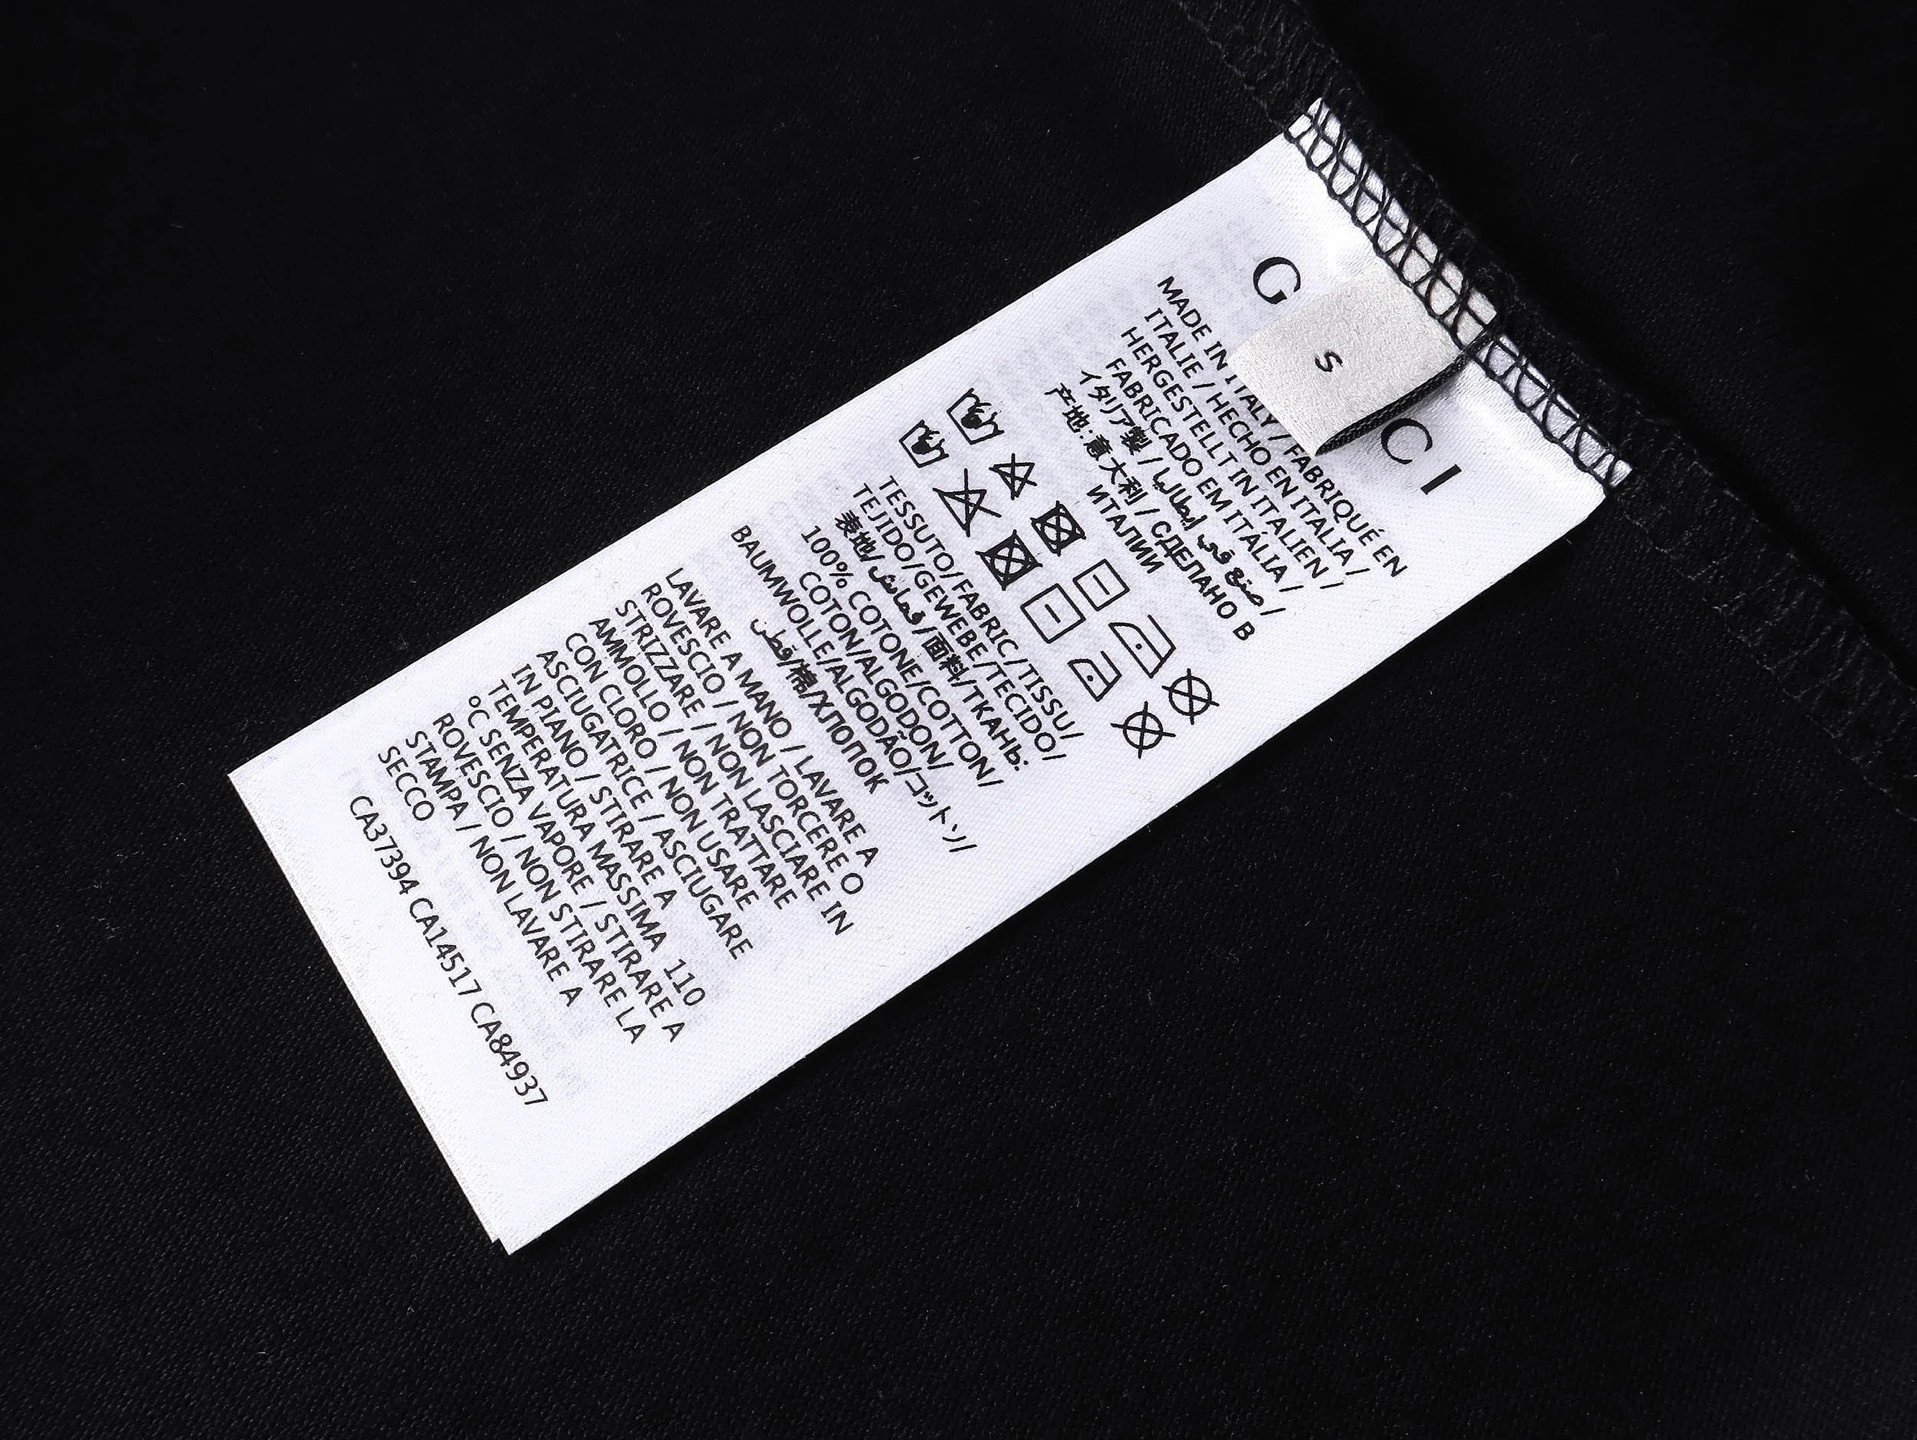 G CI
S
MADE IN ITALY / FABRIQUÉ EN
ITALIE / HECHO EN ITALIA /
HERGESTELLT IN ITALIEN /
FABRICADO EM ITÁLIA /
イタリア製 / صنع في إيطاليا /
产地:意大利 / СДЕЛАНО В
ИТАЛИИ
TESSUTO/FABRIC/TISSU/
TEJIDO/GEWEBE/TECIDO/
表地/قماش/面料/ТКАНЬ:
100% COTONE/COTTON/
COTON/ALGODÓN/
BAUMWOLLE/ALGODÃO/コットン/
قطن/棉/ХЛОПОК
LAVARE A MANO / LAVARE A
ROVESCIO / NON TORCERE O
STRIZZARE / NON LASCIARE IN
AMMOLLO / NON TRATTARE
CON CLORO / NON USARE
ASCIUGATRICE / ASCIUGARE
IN PIANO / STIRARE A
TEMPERATURA MASSIMA 110
°C SENZA VAPORE / STIRARE A
ROVESCIO / NON STIRARE LA
STAMPA / NON LAVARE A
SECCO
CA37394 CA14517 CA84937